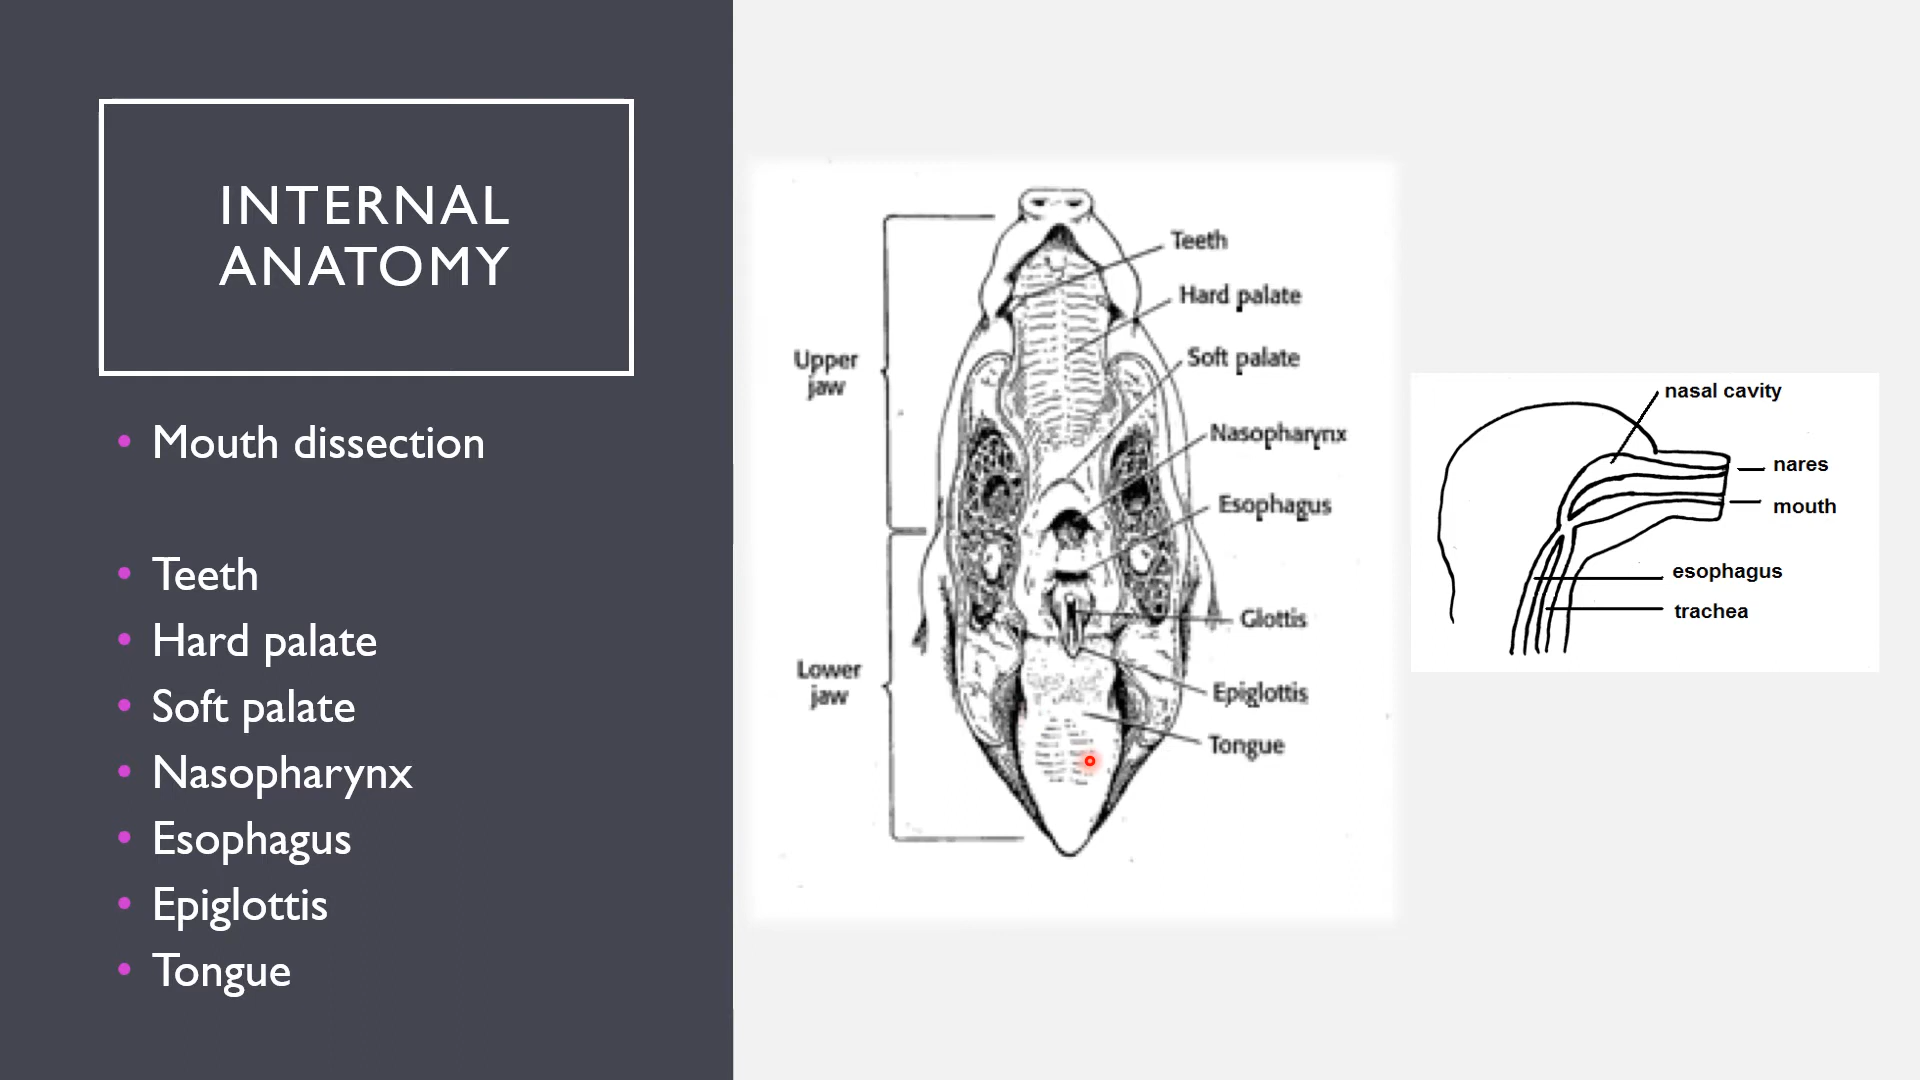 INTERNAL
ANATOMY
• Mouth dissection
• Teeth
• Hard palate
• Soft palate
• Nasopharynx
• Esophagus
• Epiglottis
• Tongue
Upper
jaw
Lower
jaw
Teeth
Hard palate
Soft palate
Nasopharynx
Esophagus
Glottis
Epiglottis
Tongue
nasal cavity
nares
mouth
esophagus
trachea